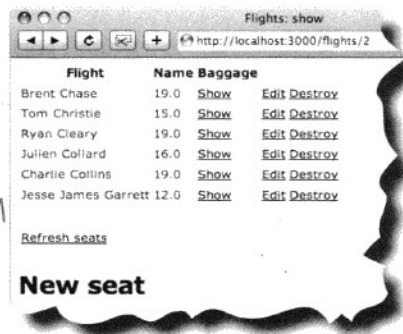 Flights: show
http://localhost:3000/flights/2
Flight Name Baggage
Brent Chase 19.0 Show Edit Destroy
Tom Christie 15.0 Show Edit Destroy
Ryan Cleary 19.0 Show Edit Destroy
Julien Collard 16.0 Show Edit Destroy
Charlie Collins 19.0 Show Edit Destroy
Jesse James Garrett 12.0 Show Edit Destroy
Refresh seats
New seat